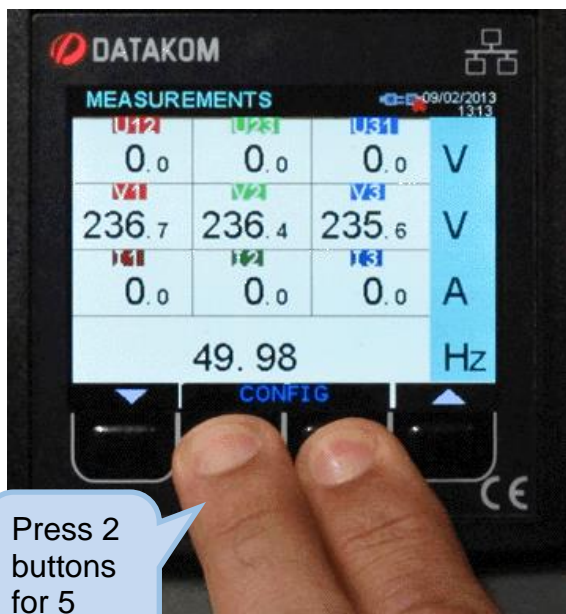 DATAKOM
MEASUREMENTS 09/02/2013
13:13
U12 U23 U31
0.0 0.0 0.0 V
V1 V2 V3
236.7 236.4 235.6 V
I1 I2 I3
0.0 0.0 0.0 A
49.98 Hz
CONFIG
CE
Press 2
buttons
for 5